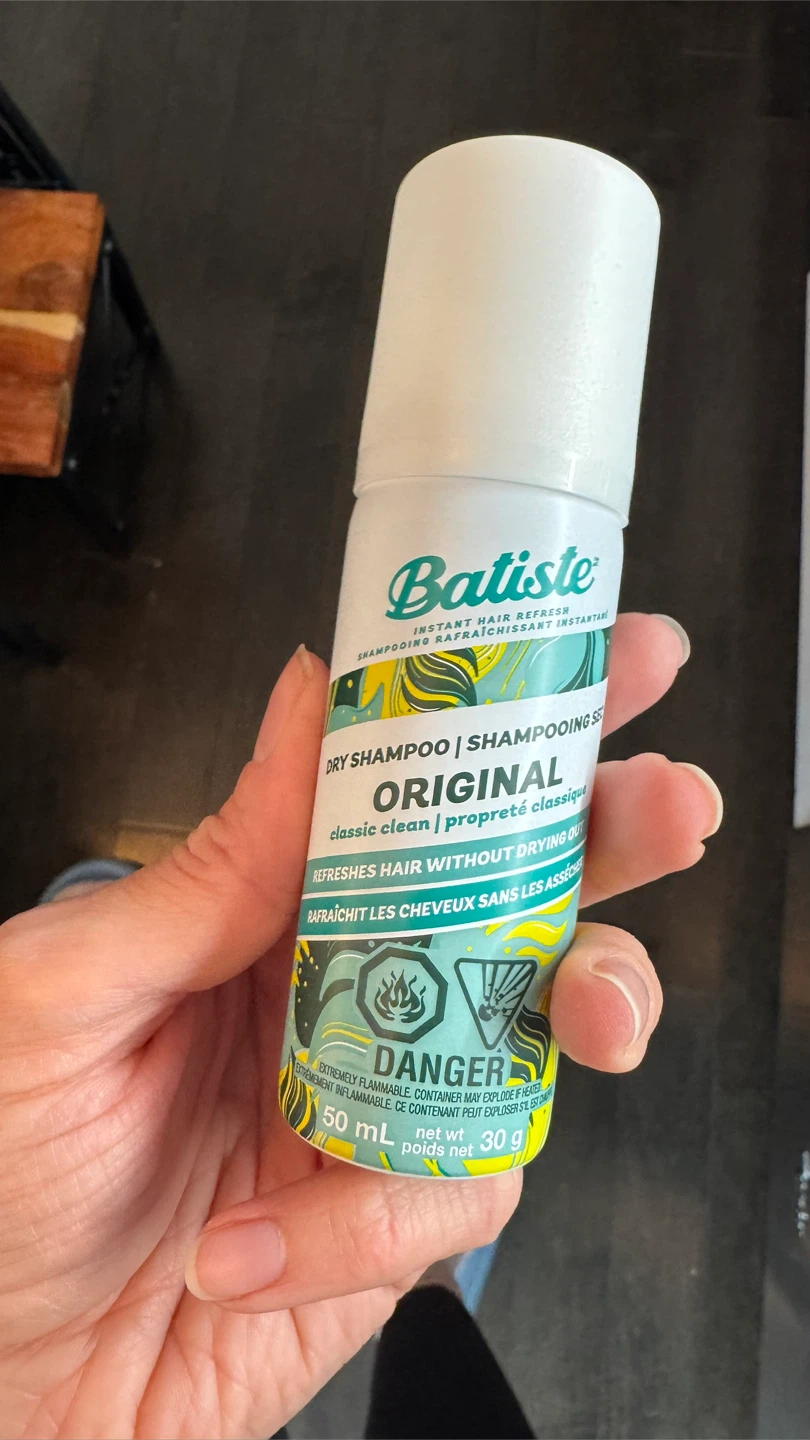 Batiste
INSTANT HAIR REFRESH
SHAMPOOING RAFRAÎCHISSANT INSTANTANÉ
DRY SHAMPOO | SHAMPOOING SEC
ORIGINAL
classic clean | propreté classique
REFRESHES HAIR WITHOUT DRYING OUT
RAFRAÎCHIT LES CHEVEUX SANS LES ASSÉCHER
DANGER
EXTREMELY FLAMMABLE. CONTAINER MAY EXPLODE IF HEATED.
EXTRÊMEMENT INFLAMMABLE. CE CONTENANT PEUT EXPLOSER S'IL EST
50 mL net wt 30 g
poids net